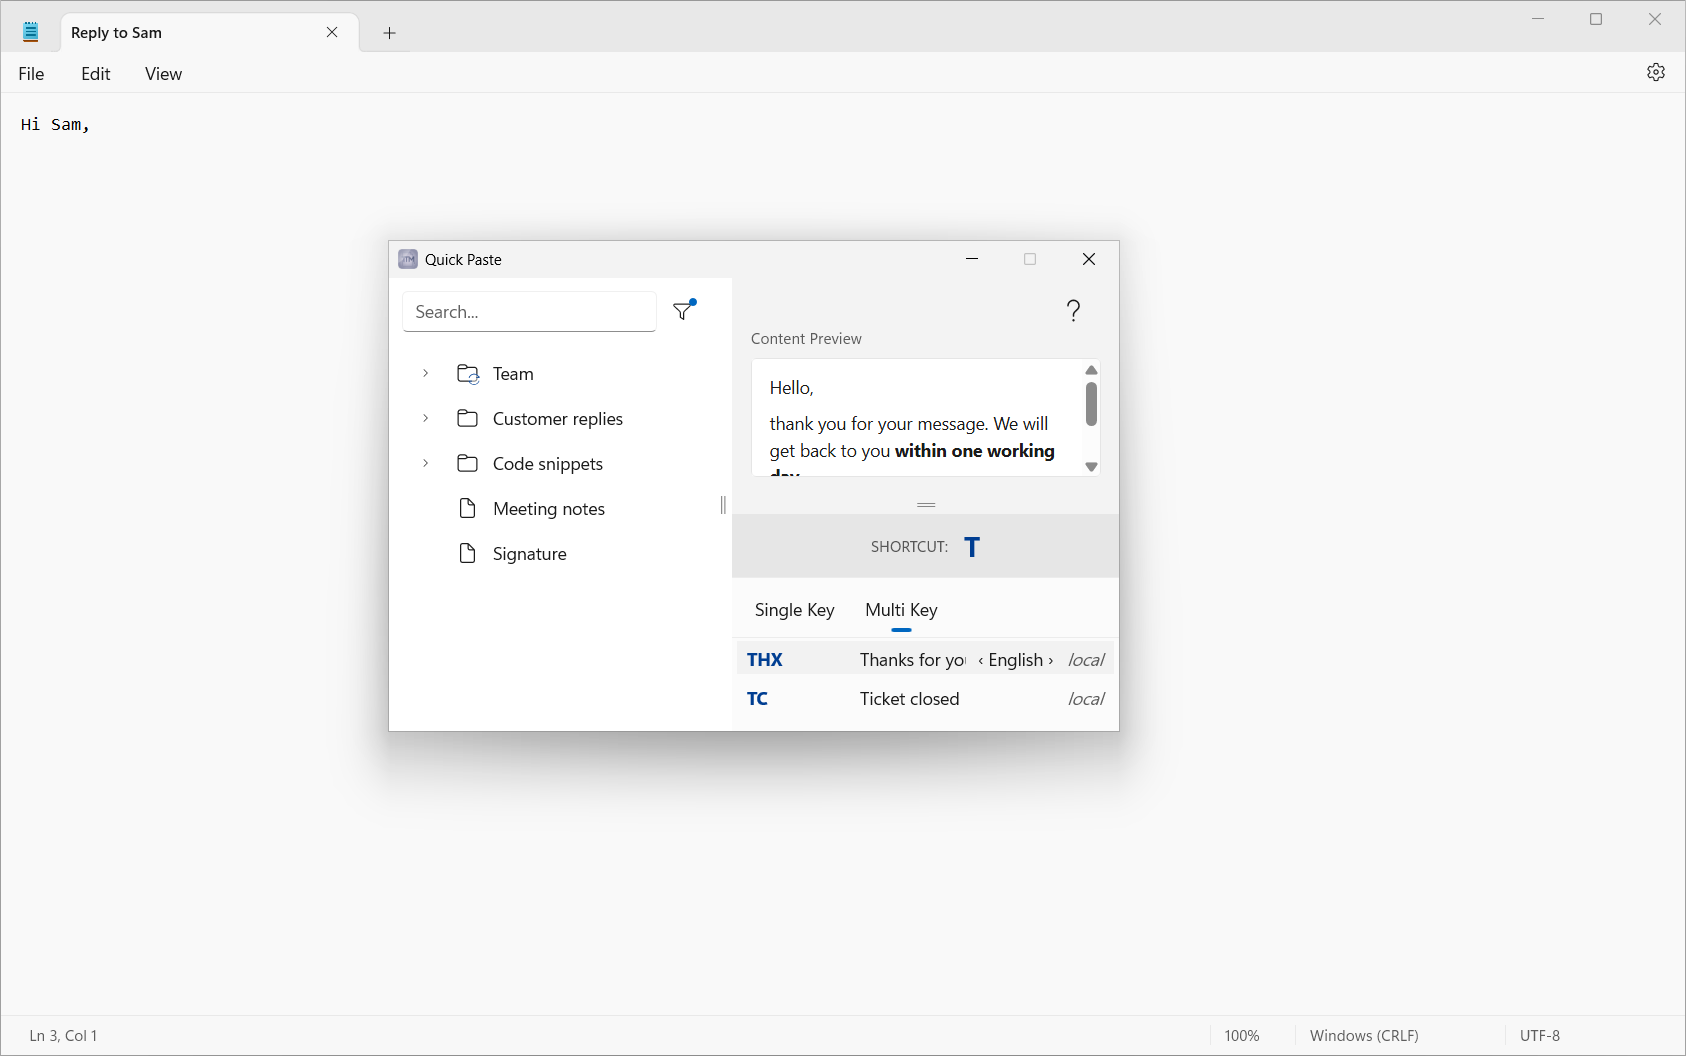 Reply to Sam
File Edit View
Hi Sam,
JTM Quick Paste
Search...
Team
Customer replies
Code snippets
Meeting notes
Signature
?
Content Preview
Hello,
thank you for your message. We will
get back to you within one working
SHORTCUT: T
Single Key Multi Key
THX Thanks for you ‹ English › local
TC Ticket closed local
Ln 3, Col 1 100% Windows (CRLF) UTF-8